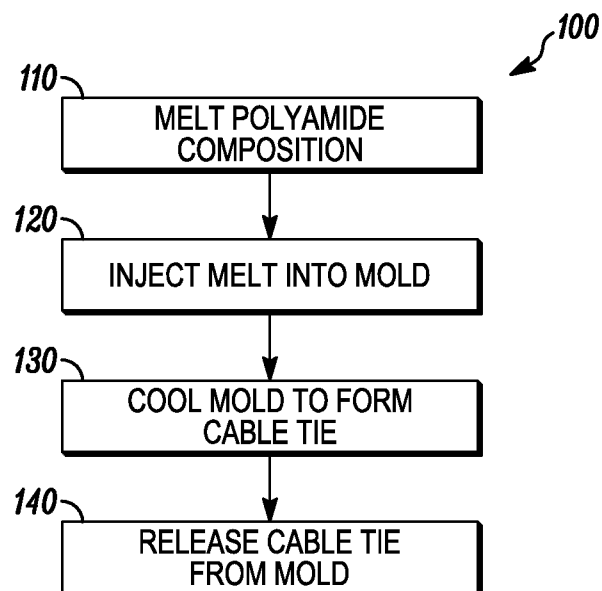 100
110
MELT POLYAMIDE
COMPOSITION
120
INJECT MELT INTO MOLD
130
COOL MOLD TO FORM
CABLE TIE
140
RELEASE CABLE TIE
FROM MOLD